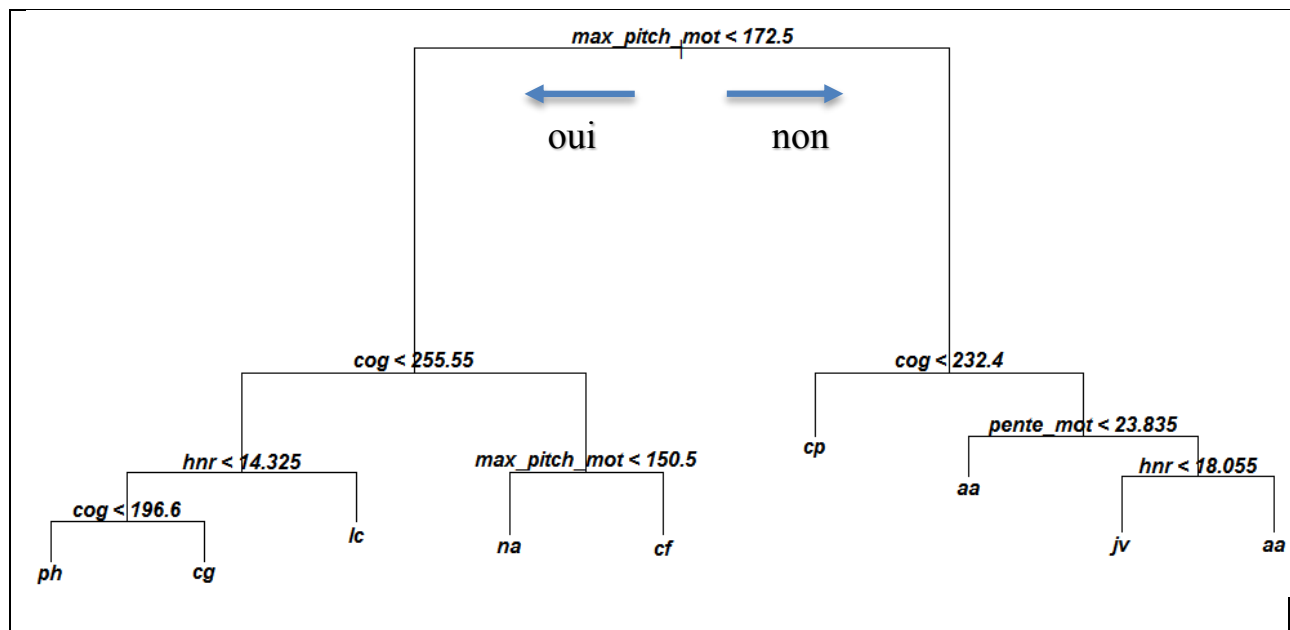 max_pitch_mot < 172.5
oui non
cog < 255.55 cog < 232.4
pente_mot < 23.835
cp
hnr < 14.325 max_pitch_mot < 150.5 hnr < 18.055
aa
cog < 196.6
lc
na cf jv aa
ph cg